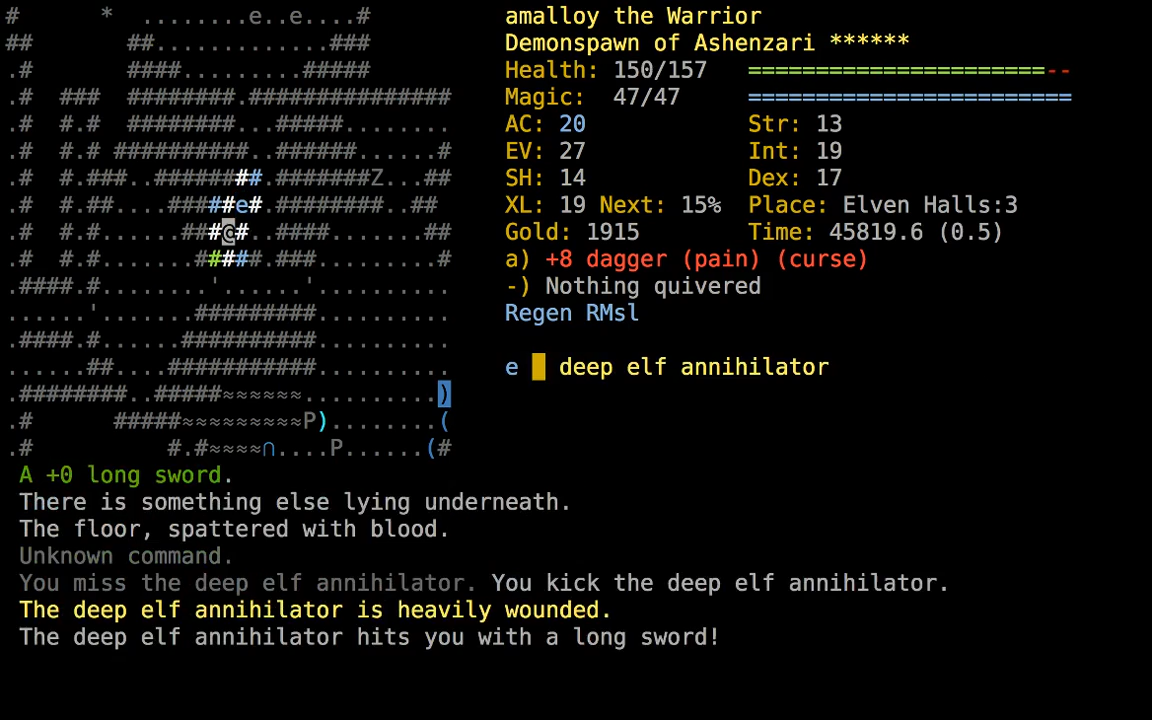 #      *  ........e..e....#
##        ##.............###
.#        ####.........#####
.#  ###  ########.###############
.#  #.#  ########...#####........
.#  #.# ##########..######......#
.#  #.###..########.#######Z...##
.#  #.##....#####e#.########..##
.#  #.#......###@#..####.......##
.#  #.#.......####.###.........#
.####.#........'......'..........
......'.......#########..........
.####.#.....##########..........
......##....###########..........
.########..#####≈≈≈≈≈≈..........)
.#      #####≈≈≈≈≈≈≈≈≈P)........(
.#          #.#≈≈≈≈∩....P......(#
amalloy the Warrior
Demonspawn of Ashenzari ******
Health: 150/157 ======================--
Magic: 47/47 ========================
AC: 20 Str: 13
EV: 27 Int: 19
SH: 14 Dex: 17
XL: 19 Next: 15% Place: Elven Halls:3
Gold: 1915 Time: 45819.6 (0.5)
a) +8 dagger (pain) (curse)
-) Nothing quivered
Regen RMsl
e deep elf annihilator
A +0 long sword.
There is something else lying underneath.
The floor, spattered with blood.
Unknown command.
You miss the deep elf annihilator. You kick the deep elf annihilator.
The deep elf annihilator is heavily wounded.
The deep elf annihilator hits you with a long sword!